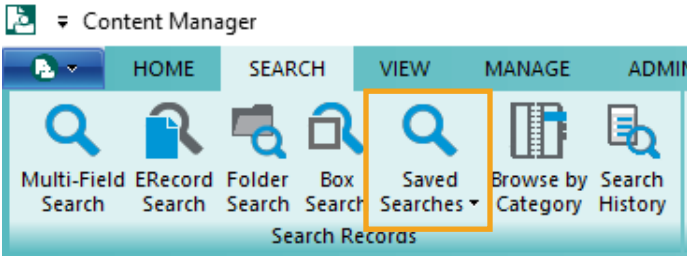 Content Manager
HOME SEARCH VIEW MANAGE ADMIN
Multi-Field ERecord Folder Box Saved Browse by Search
Search Search Search Search Searches Category History
Search Records